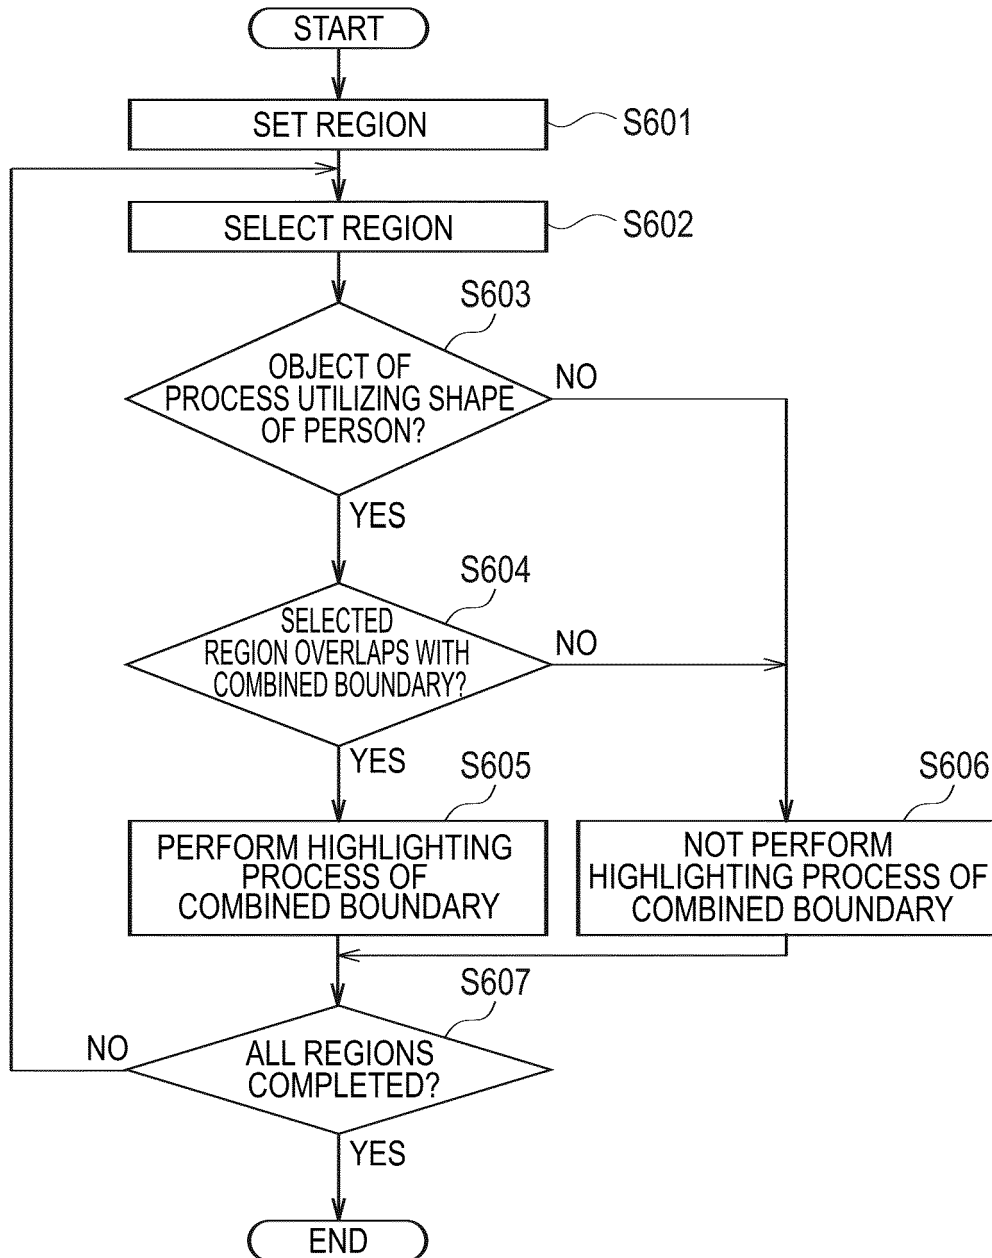 START
SET REGION
S601
SELECT REGION
S602
S603
OBJECT OF
PROCESS UTILIZING SHAPE
OF PERSON?
NO
YES
S604
SELECTED
REGION OVERLAPS WITH
COMBINED BOUNDARY?
NO
YES
S605
PERFORM HIGHLIGHTING
PROCESS OF
COMBINED BOUNDARY
S606
NOT PERFORM
HIGHLIGHTING PROCESS OF
COMBINED BOUNDARY
S607
ALL REGIONS
COMPLETED?
NO
YES
END